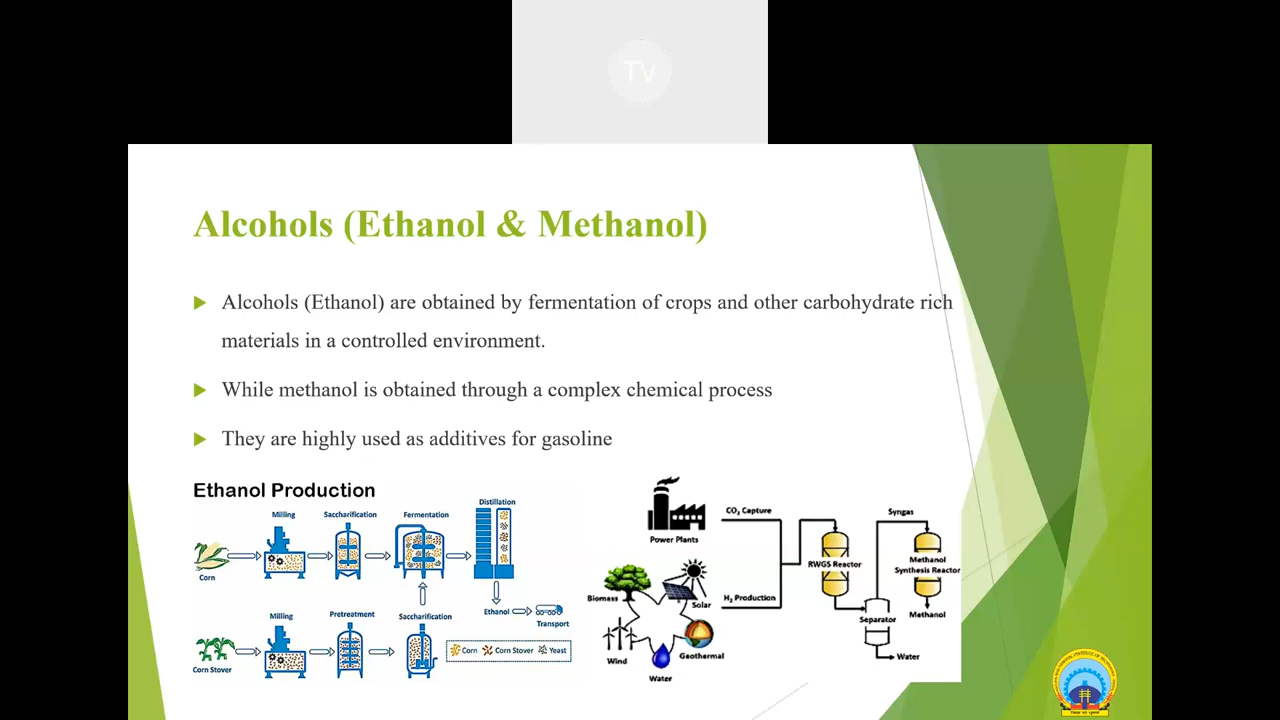 TV
Alcohols (Ethanol & Methanol)
Alcohols (Ethanol) are obtained by fermentation of crops and other carbohydrate rich
materials in a controlled environment.
While methanol is obtained through a complex chemical process
They are highly used as additives for gasoline
Ethanol Production
Milling
Saccharification
Fermentation
Distillation
Corn
Ethanol
Transport
Milling
Pretreatment
Saccharification
Corn Stover
Corn
Corn Stover
Yeast
Power Plants
CO₂ Capture
H₂ Production
Biomass
Solar
Wind
Geothermal
Water
RWGS Reactor
Syngas
Methanol
Synthesis Reactor
Methanol
Separator
Water